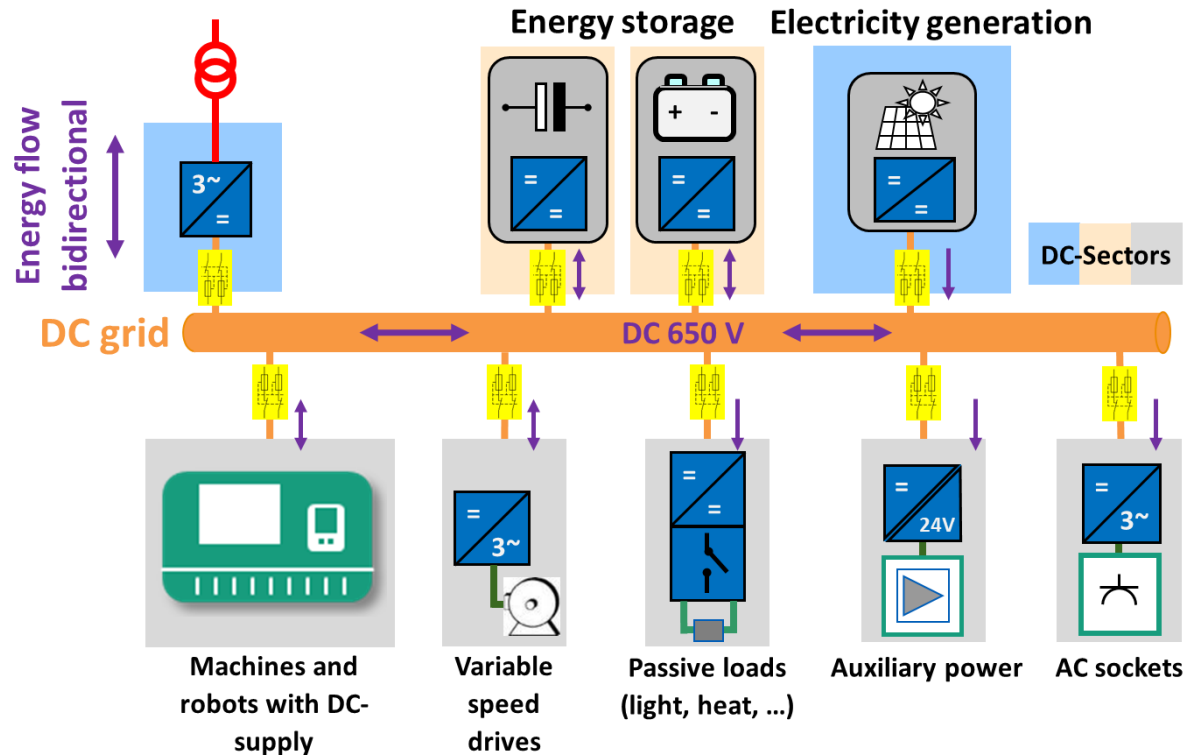 Energy storage
Electricity generation
Energy flow
bidirectional
3~
=
=
=
+ -
=
=
=
=
DC-Sectors
DC grid
DC 650 V
=
3~
=
=
=
24V
=
3~
Machines and
robots with DC-
supply
Variable
speed
drives
Passive loads
(light, heat, ...)
Auxiliary power
AC sockets